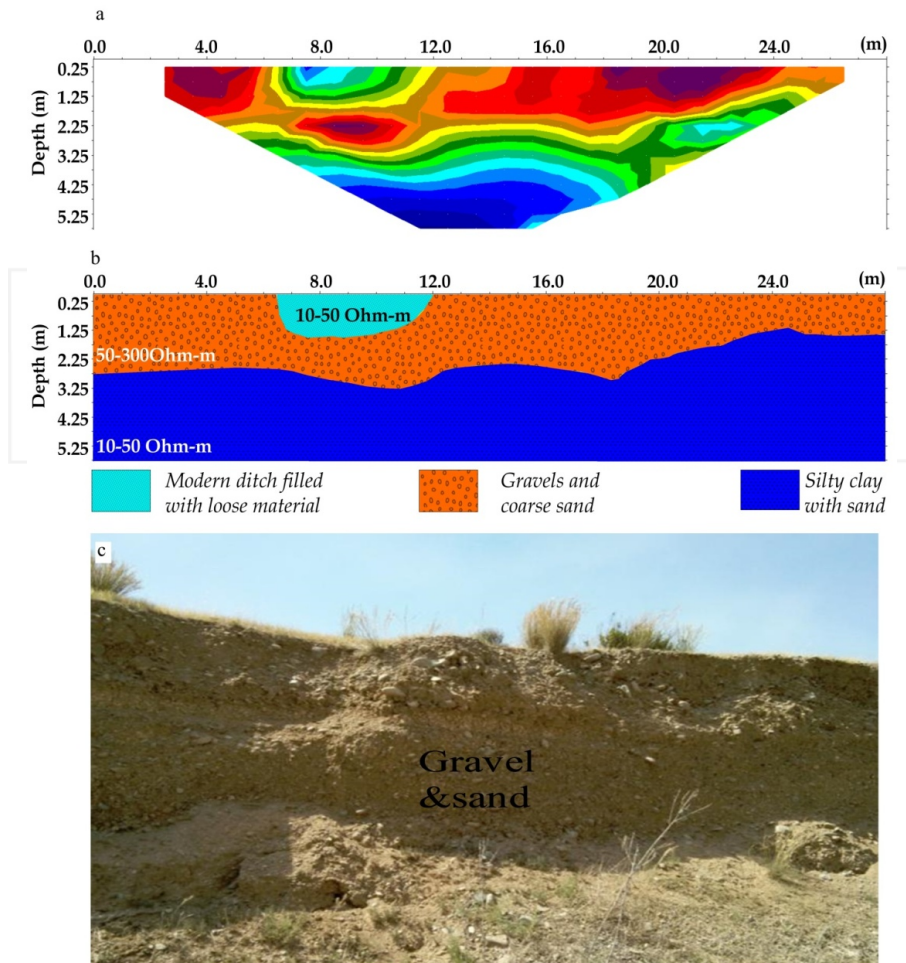 a
0.0 4.0 8.0 12.0 16.0 20.0 24.0 (m)
Depth (m)
0.25
1.25
2.25
3.25
4.25
5.25
b
0.0 4.0 8.0 12.0 16.0 20.0 24.0 (m)
Depth (m)
0.25
1.25
2.25
3.25
4.25
5.25
10-50 Ohm-m
50-300Ohm-m
10-50 Ohm-m
Modern ditch filled
with loose material
Gravels and
coarse sand
Silty clay
with sand
c
Gravel
&sand